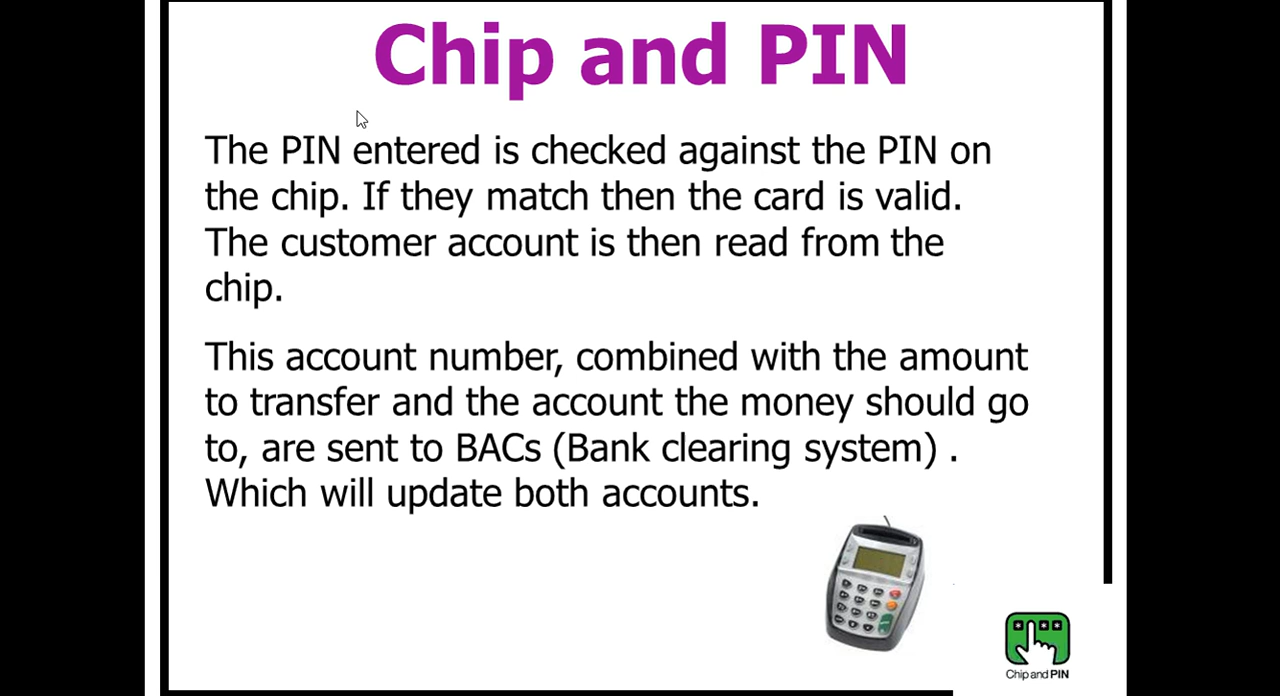 Chip and PIN
The PIN entered is checked against the PIN on
the chip. If they match then the card is valid.
The customer account is then read from the
chip.
This account number, combined with the amount
to transfer and the account the money should go
to, are sent to BACs (Bank clearing system) .
Which will update both accounts.
Chip and PIN